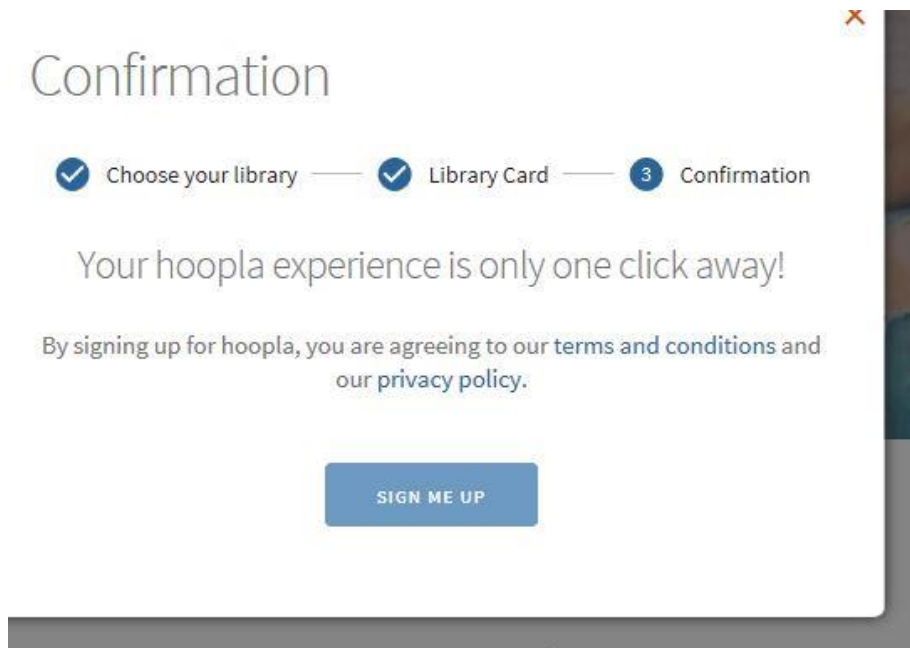 Confirmation
Choose your library Library Card 3 Confirmation
Your hoopla experience is only one click away!
By signing up for hoopla, you are agreeing to our terms and conditions and
our privacy policy.
SIGN ME UP